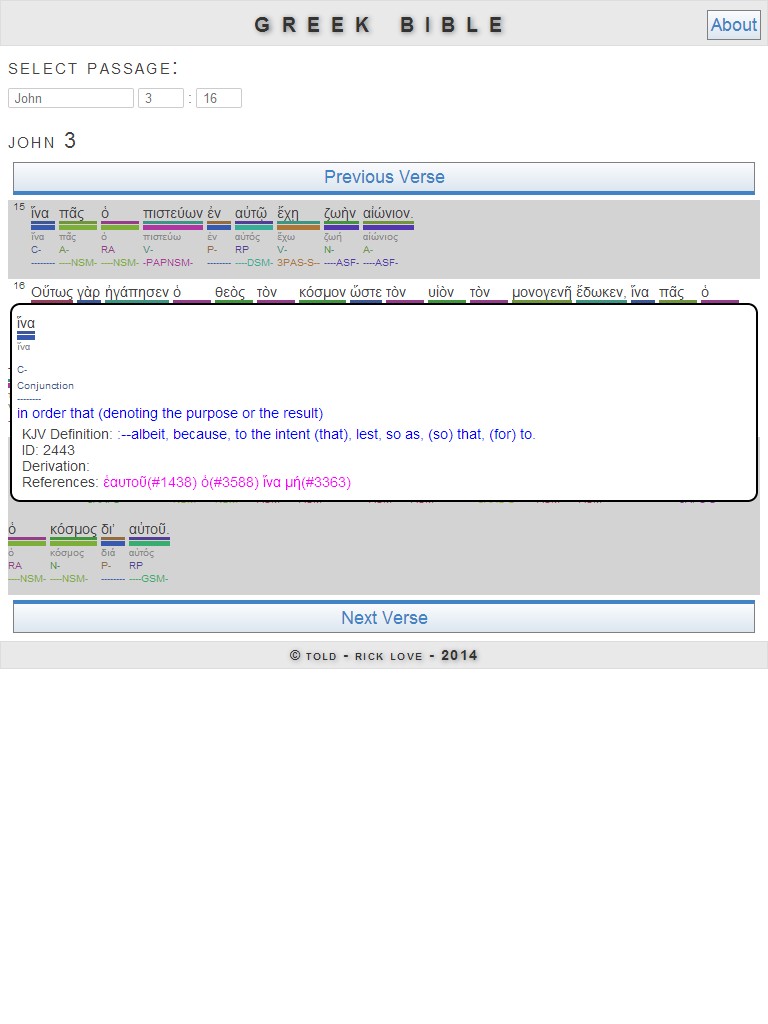 GREEK BIBLE
About
SELECT PASSAGE:
John 3 : 16
JOHN 3
Previous Verse
15 ἵνα πᾶς ὁ πιστεύων ἐν αὐτῷ ἔχῃ ζωὴν αἰώνιον.
ἵνα πᾶς ὁ πιστεύω ἐν αὐτός ἔχω ζωή αἰώνιος
C- A- RA V- P- RP V- N- A-
-------- ----NSM- ----NSM- -PAPNSM- -------- ----DSM- 3PAS-S-- ----ASF- ----ASF-
16 Οὕτως γὰρ ἠγάπησεν ὁ θεὸς τὸν κόσμον ὥστε τὸν υἱὸν τὸν μονογενῆ ἔδωκεν, ἵνα πᾶς ὁ
ἵνα
ἵνα
C-
Conjunction
--------
in order that (denoting the purpose or the result)
KJV Definition: :--albeit, because, to the intent (that), lest, so as, (so) that, (for) to.
ID: 2443
Derivation:
References: ἑαυτοῦ(#1438) ὁ(#3588) ἵνα μή(#3363)
ὁ κόσμος δι’ αὐτοῦ.
ὁ κόσμος διά αὐτός
RA N- P- RP
----NSM- ----NSM- -------- ----GSM-
Next Verse
© TOLD - RICK LOVE - 2014